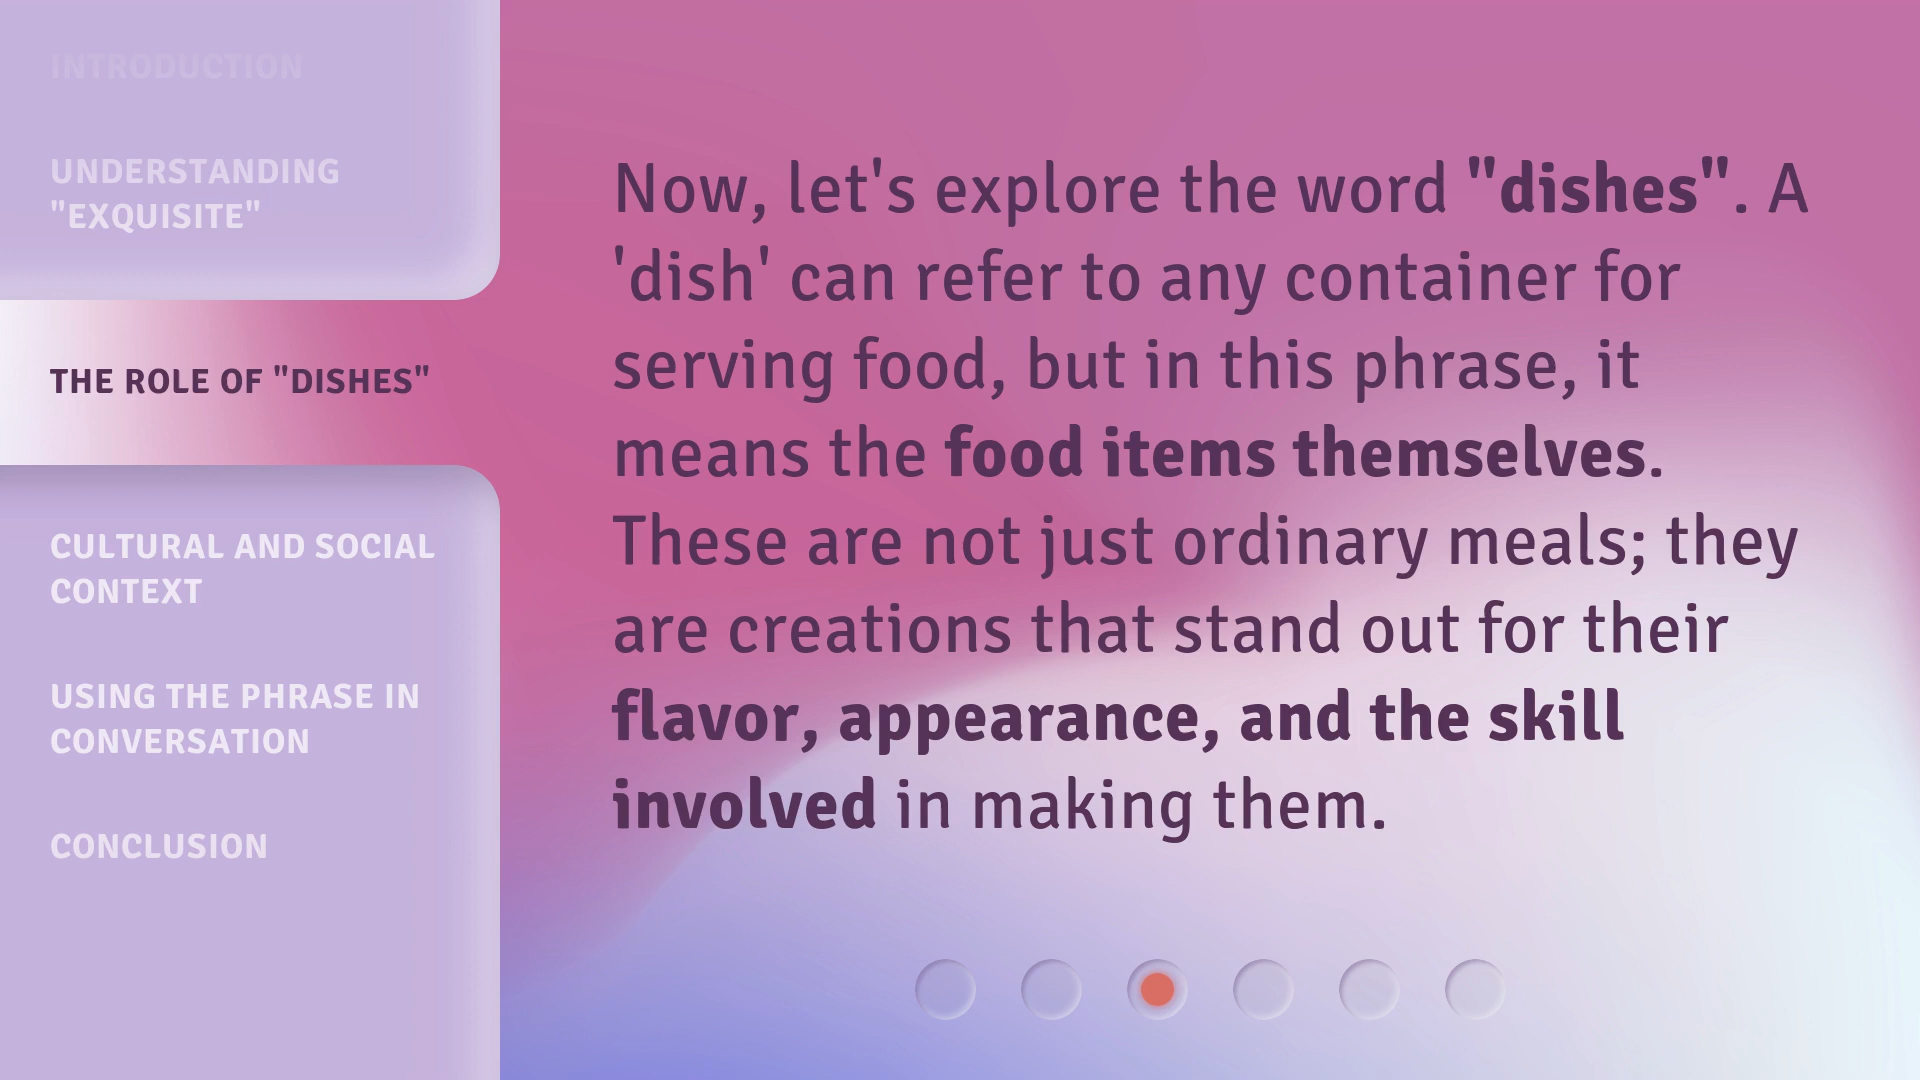 INTRODUCTION
UNDERSTANDING
"EXQUISITE"
THE ROLE OF "DISHES"
CULTURAL AND SOCIAL
CONTEXT
USING THE PHRASE IN
CONVERSATION
CONCLUSION
Now, let's explore the word "dishes". A
'dish' can refer to any container for
serving food, but in this phrase, it
means the food items themselves.
These are not just ordinary meals; they
are creations that stand out for their
flavor, appearance, and the skill
involved in making them.